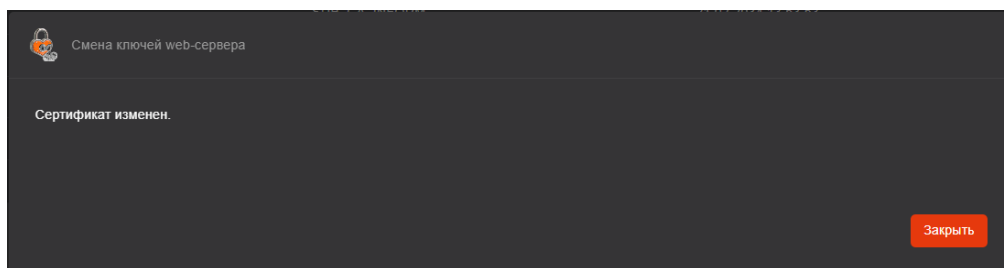 Смена ключей web-сервера
Сертификат изменен.
Закрыть